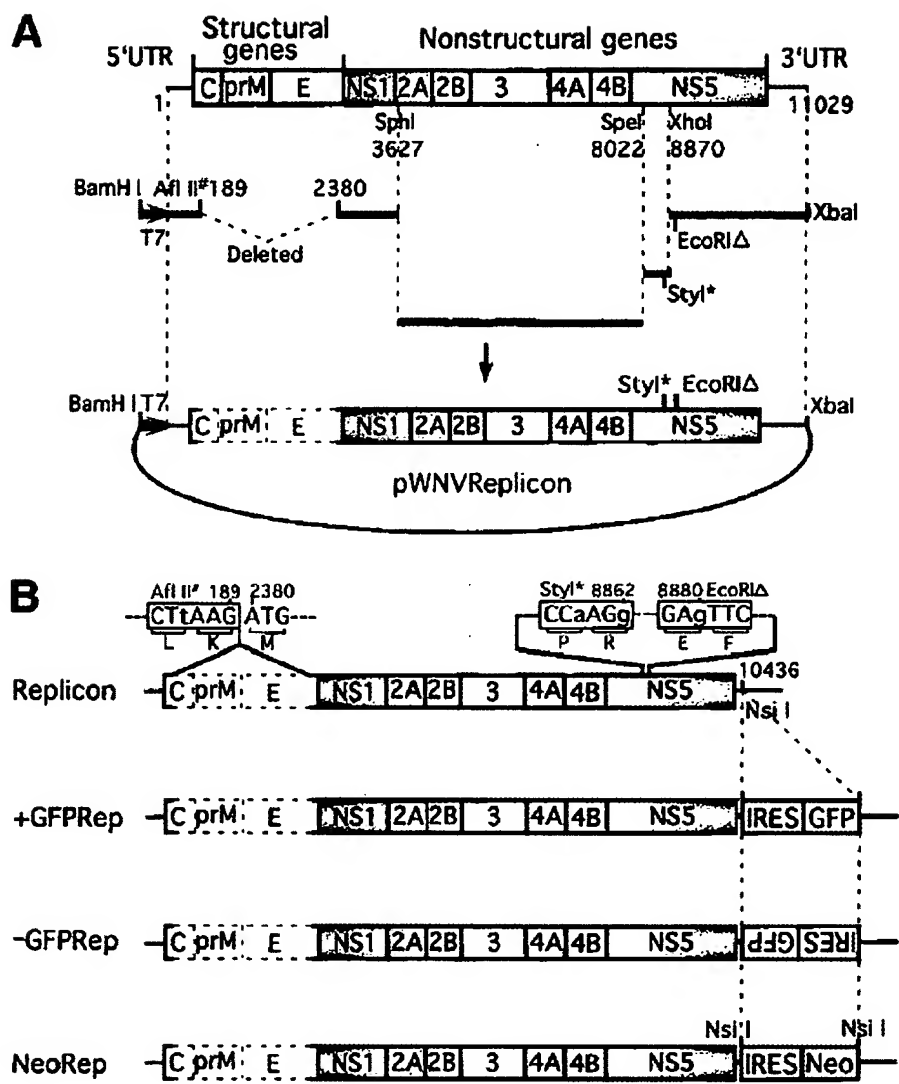 A
Structural genes
Nonstructural genes
5'UTR
3'UTR
C prM E NS1 2A 2B 3 4A 4B NS5
1
11029
SphI 3627
SpeI 8022
XhoI 8870
BamH I
Afl II# 189
2380
XbaI
T7
Deleted
EcoRIΔ
StyI*
StyI* EcoRIΔ
BamH I T7
XbaI
C prM E NS1 2A 2B 3 4A 4B NS5
pWNVReplicon
B
Afl II# 189 2380
StyI* 8862 8880 EcoRIΔ
CTtAAG ATG
CCaAGg GAgTTC
L K M
P R E F
10436
Replicon
C prM E NS1 2A 2B 3 4A 4B NS5
Nsi I
+GFPRep
C prM E NS1 2A 2B 3 4A 4B NS5 IRES GFP
-GFPRep
C prM E NS1 2A 2B 3 4A 4B NS5 GFP IRES
Nsi I
Nsi I
NeoRep
C prM E NS1 2A 2B 3 4A 4B NS5 IRES Neo